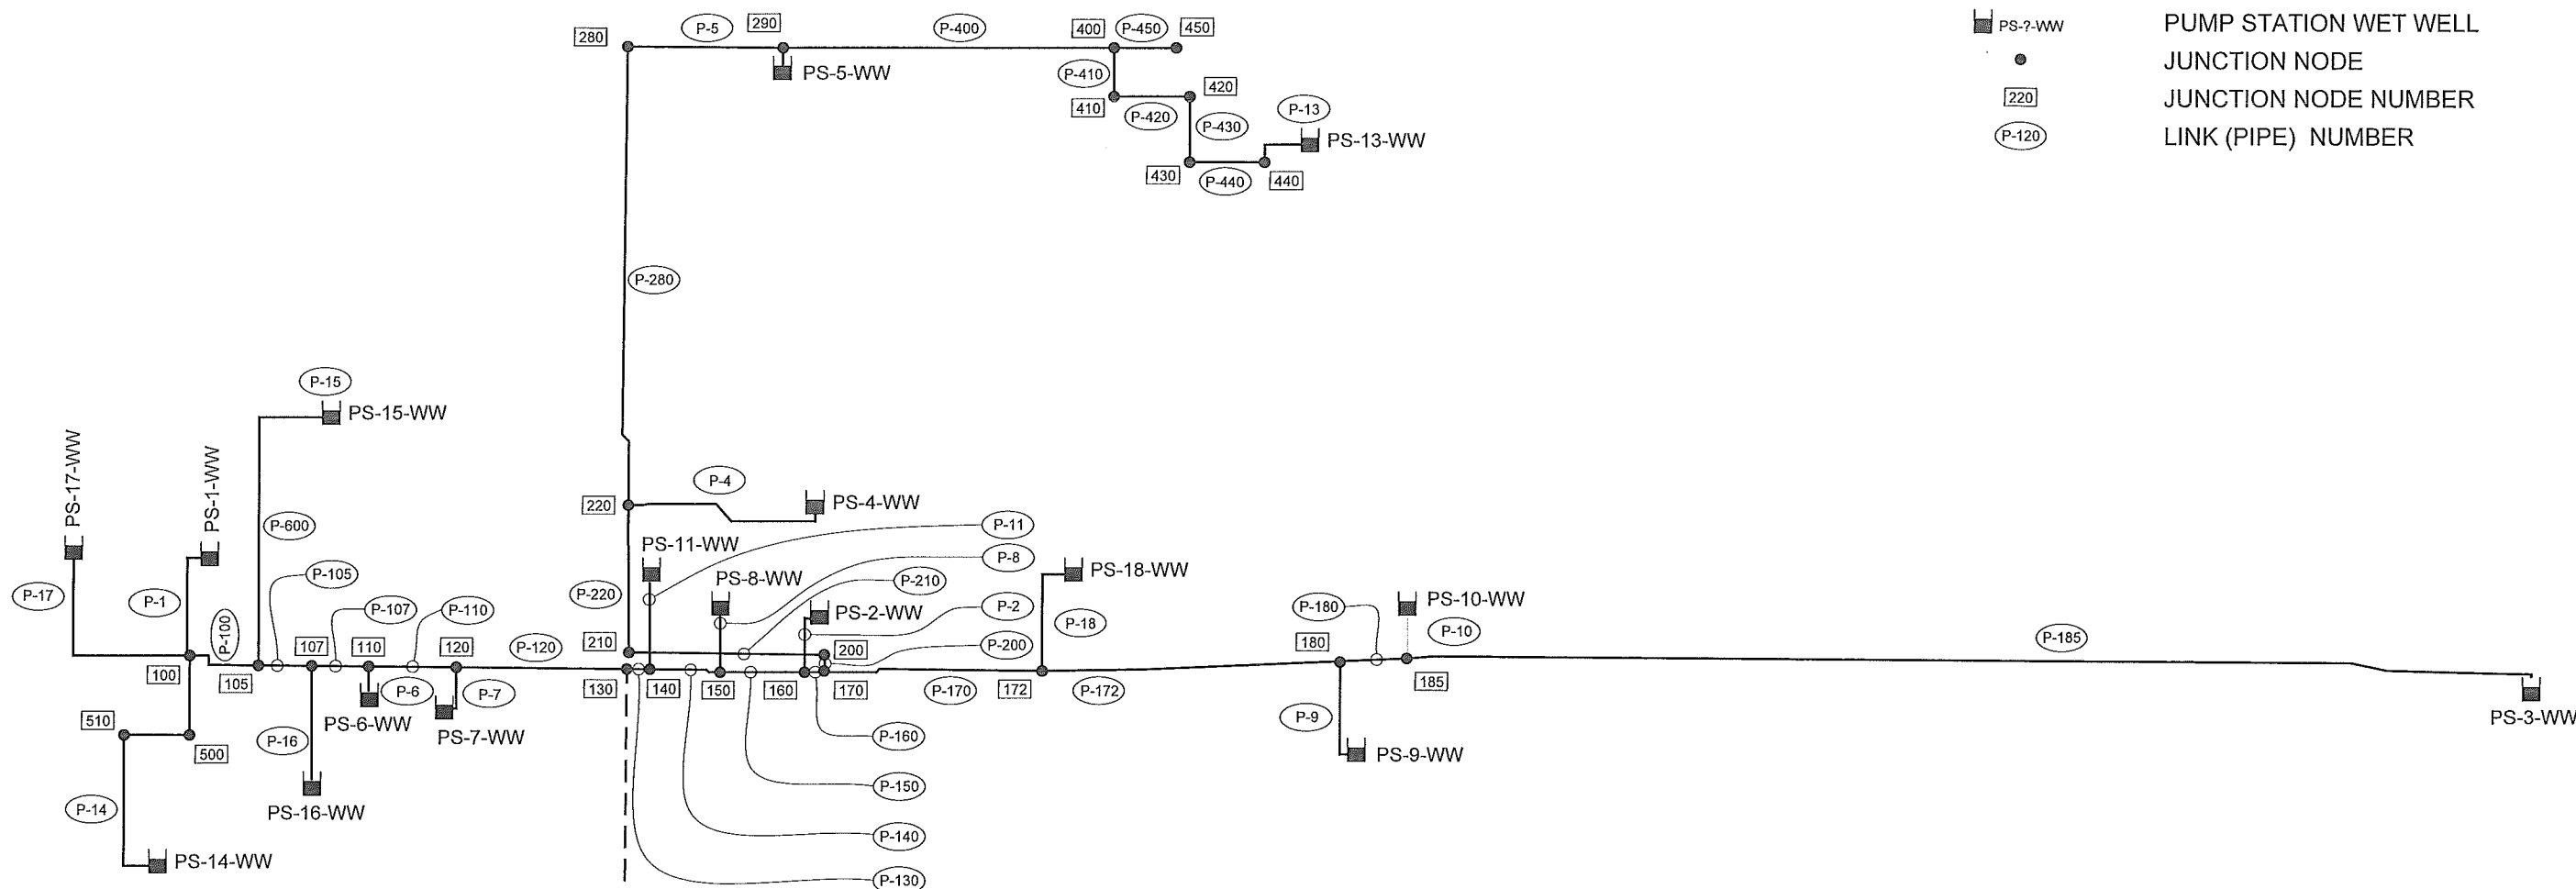 P-5
290
P-400
400
P-450
450
280
PS-5-WW
P-410
410
420
P-420
P-430
P-13
PS-13-WW
430
P-440
440
PS-?-WW PUMP STATION WET WELL
JUNCTION NODE
220 JUNCTION NODE NUMBER
P-120 LINK (PIPE) NUMBER
P-280
P-15
PS-15-WW
PS-17-WW
PS-1-WW
P-600
P-4
220
PS-4-WW
P-11
PS-11-WW
P-8
P-105
PS-8-WW
P-210
PS-18-WW
P-17
P-1
P-100
P-107
P-110
P-220
PS-2-WW
P-2
P-18
P-180
PS-10-WW
P-10
P-185
107
110
120
P-120
210
200
P-200
180
100
105
P-6
P-7
130
140
150
160
170
P-170
172
P-172
185
510
500
P-16
PS-6-WW
PS-7-WW
P-160
P-9
PS-9-WW
PS-3-WW
P-14
PS-16-WW
P-150
P-140
PS-14-WW
P-130